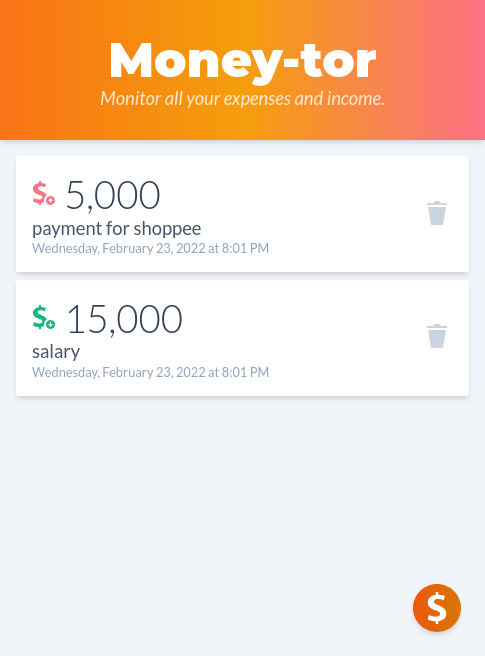 Money-tor
Monitor all your expenses and income.
$ 5,000
payment for shoppee
Wednesday, February 23, 2022 at 8:01 PM
$ 15,000
salary
Wednesday, February 23, 2022 at 8:01 PM
$